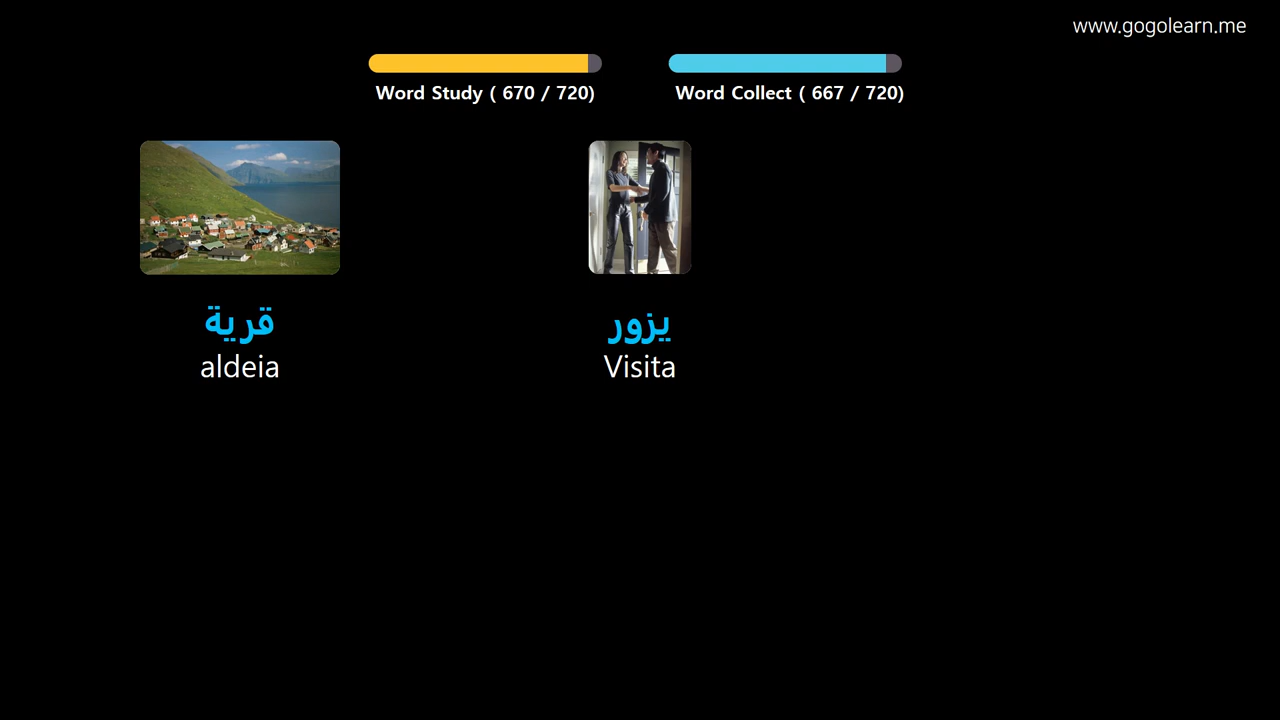 www.gogolearn.me
Word Study ( 670 / 720)
Word Collect ( 667 / 720)
قرية
aldeia
يزور
Visita